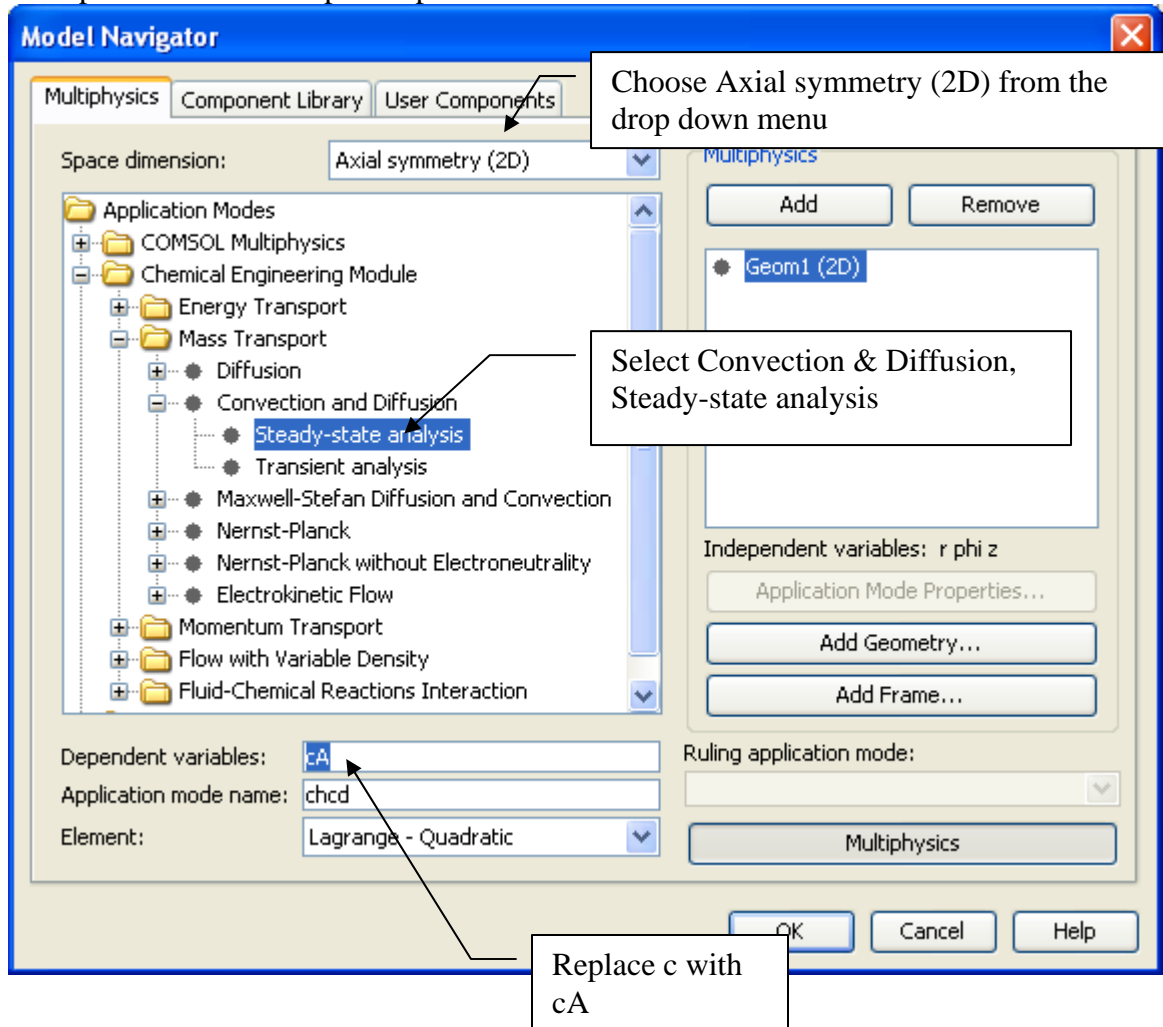 Model Navigator
Choose Axial symmetry (2D) from the
drop down menu
Multiphysics
Component Library
User Components
Space dimension:
Axial symmetry (2D)
Application Modes
COMSOL Multiphysics
Chemical Engineering Module
Energy Transport
Mass Transport
Diffusion
Convection and Diffusion
Steady-state analysis
Transient analysis
Maxwell-Stefan Diffusion and Convection
Nernst-Planck
Nernst-Planck without Electroneutrality
Electrokinetic Flow
Momentum Transport
Flow with Variable Density
Fluid-Chemical Reactions Interaction
Multiphysics
Add
Remove
Geom1 (2D)
Select Convection & Diffusion,
Steady-state analysis
Independent variables: r phi z
Application Mode Properties...
Add Geometry...
Add Frame...
Dependent variables:
cA
Application mode name:
chcd
Element:
Lagrange - Quadratic
Ruling application mode:
Multiphysics
OK
Cancel
Help
Replace c with
cA